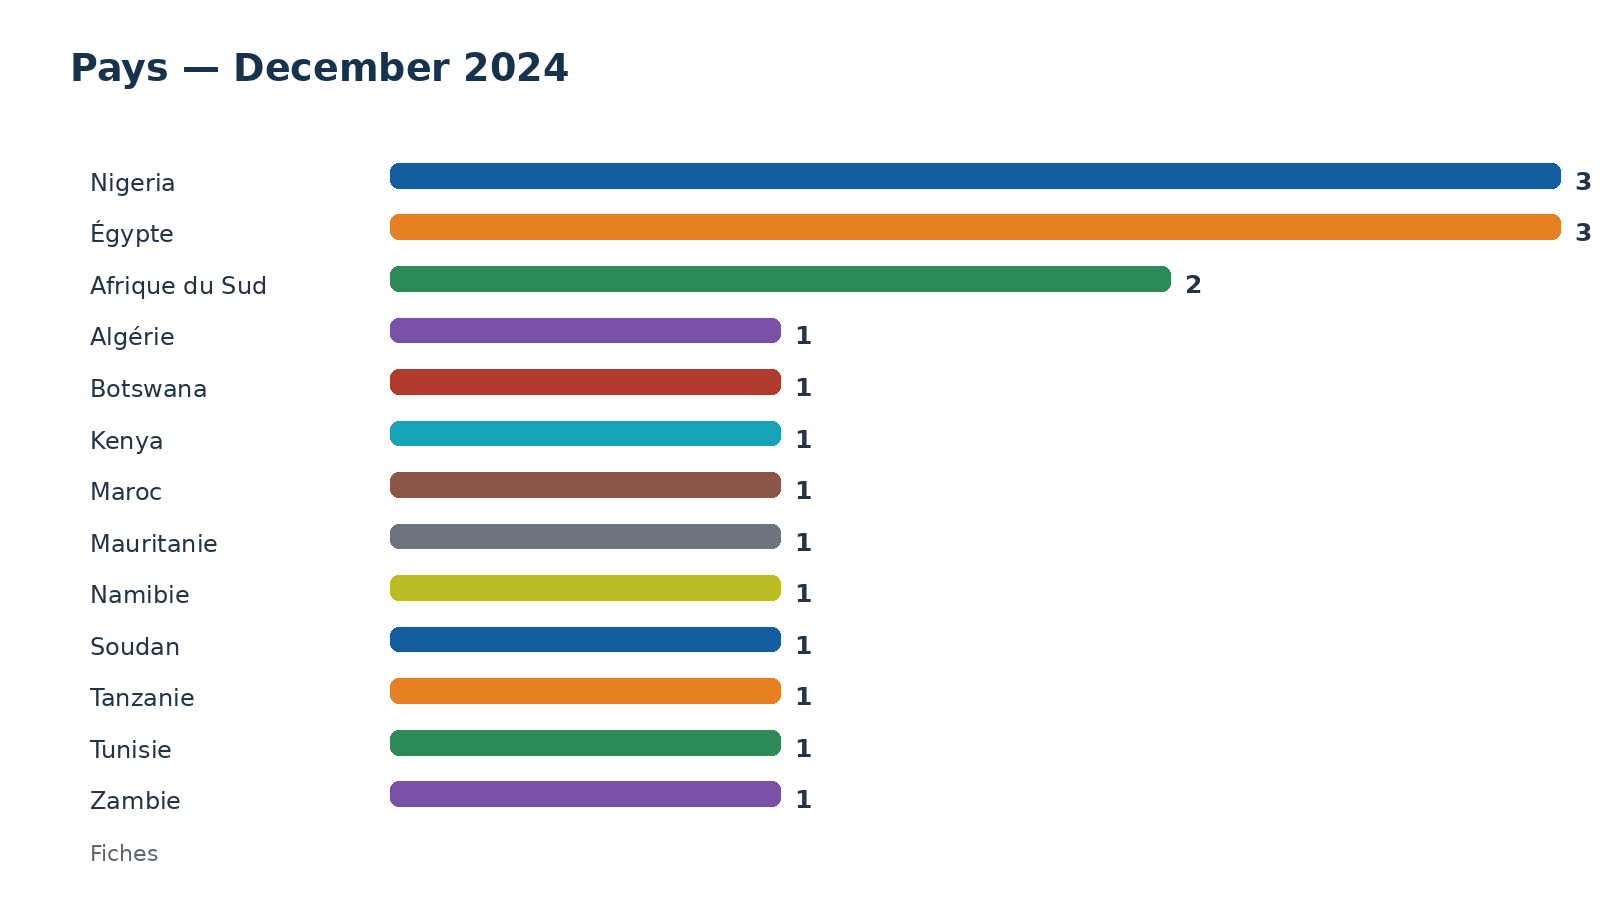 Pays — December 2024
Nigeria 3
Égypte 3
Afrique du Sud 2
Algérie 1
Botswana 1
Kenya 1
Maroc 1
Mauritanie 1
Namibie 1
Soudan 1
Tanzanie 1
Tunisie 1
Zambie 1
Fiches